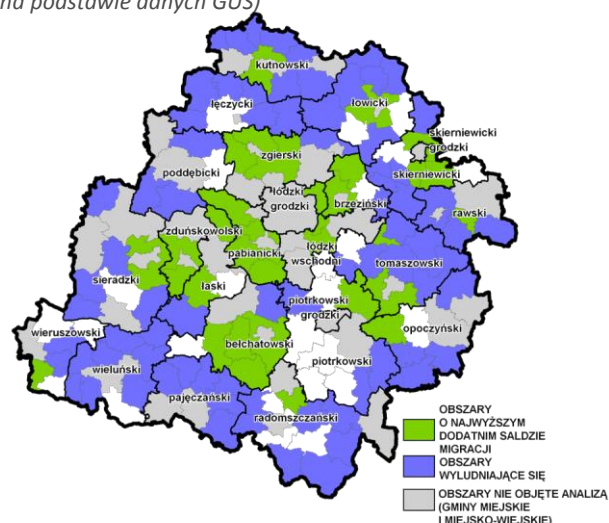 na podstawie danych GUS)
kutnowski
łęczycki
łowicki
skierniewicki
grodzki
zgierski
skierniewicki
poddębicki
łódzki
grodzki
brzeziński
rawski
zduńskowolski
pabianicki
łódzki
wschodni
tomaszowski
sieradzki
łaski
piotrkowski
grodzki
wieruszowski
bełchatowski
opoczyński
wieluński
piotrkowski
pajęczański
radomszczański
OBSZARY
O NAJWYŻSZYM
DODATNIM SALDZIE
MIGRACJI
OBSZARY
WYLUDNIAJĄCE SIĘ
OBSZARY NIE OBJĘTE ANALIZĄ
(GMINY MIEJSKIE
I MIEJSKO-WIEJSKIE)